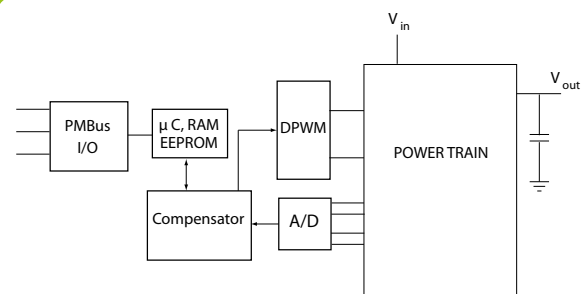 V in
V out
PMBus
I/O
μ C, RAM
EEPROM
DPWM
POWER TRAIN
Compensator
A/D